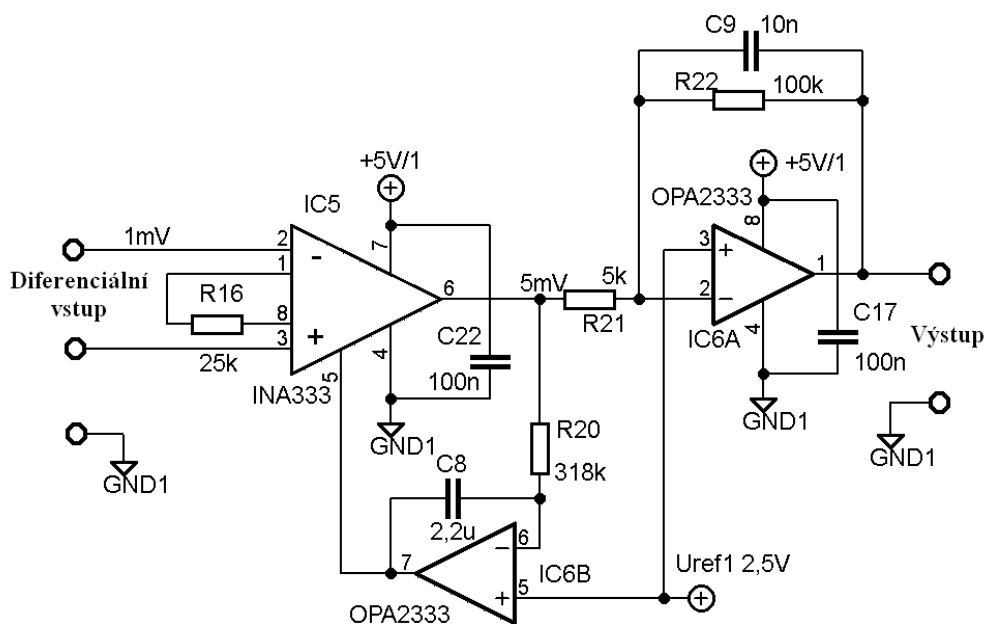 C9
10n
R22
100k
+5V/1
+5V/1
IC5
OPA2333
1mV
2
7
8
3
1
-
+
5mV
5k
1
Diferenciální
vstup
R16
6
R21
2
−
8
3
+
4
C22
IC6A
4
C17
Výstup
25k
INA333
5
100n
100n
GND1
R20
GND1
GND1
GND1
C8
318k
2,2u
6
−
7
IC6B
5
+
Uref1 2,5V
OPA2333